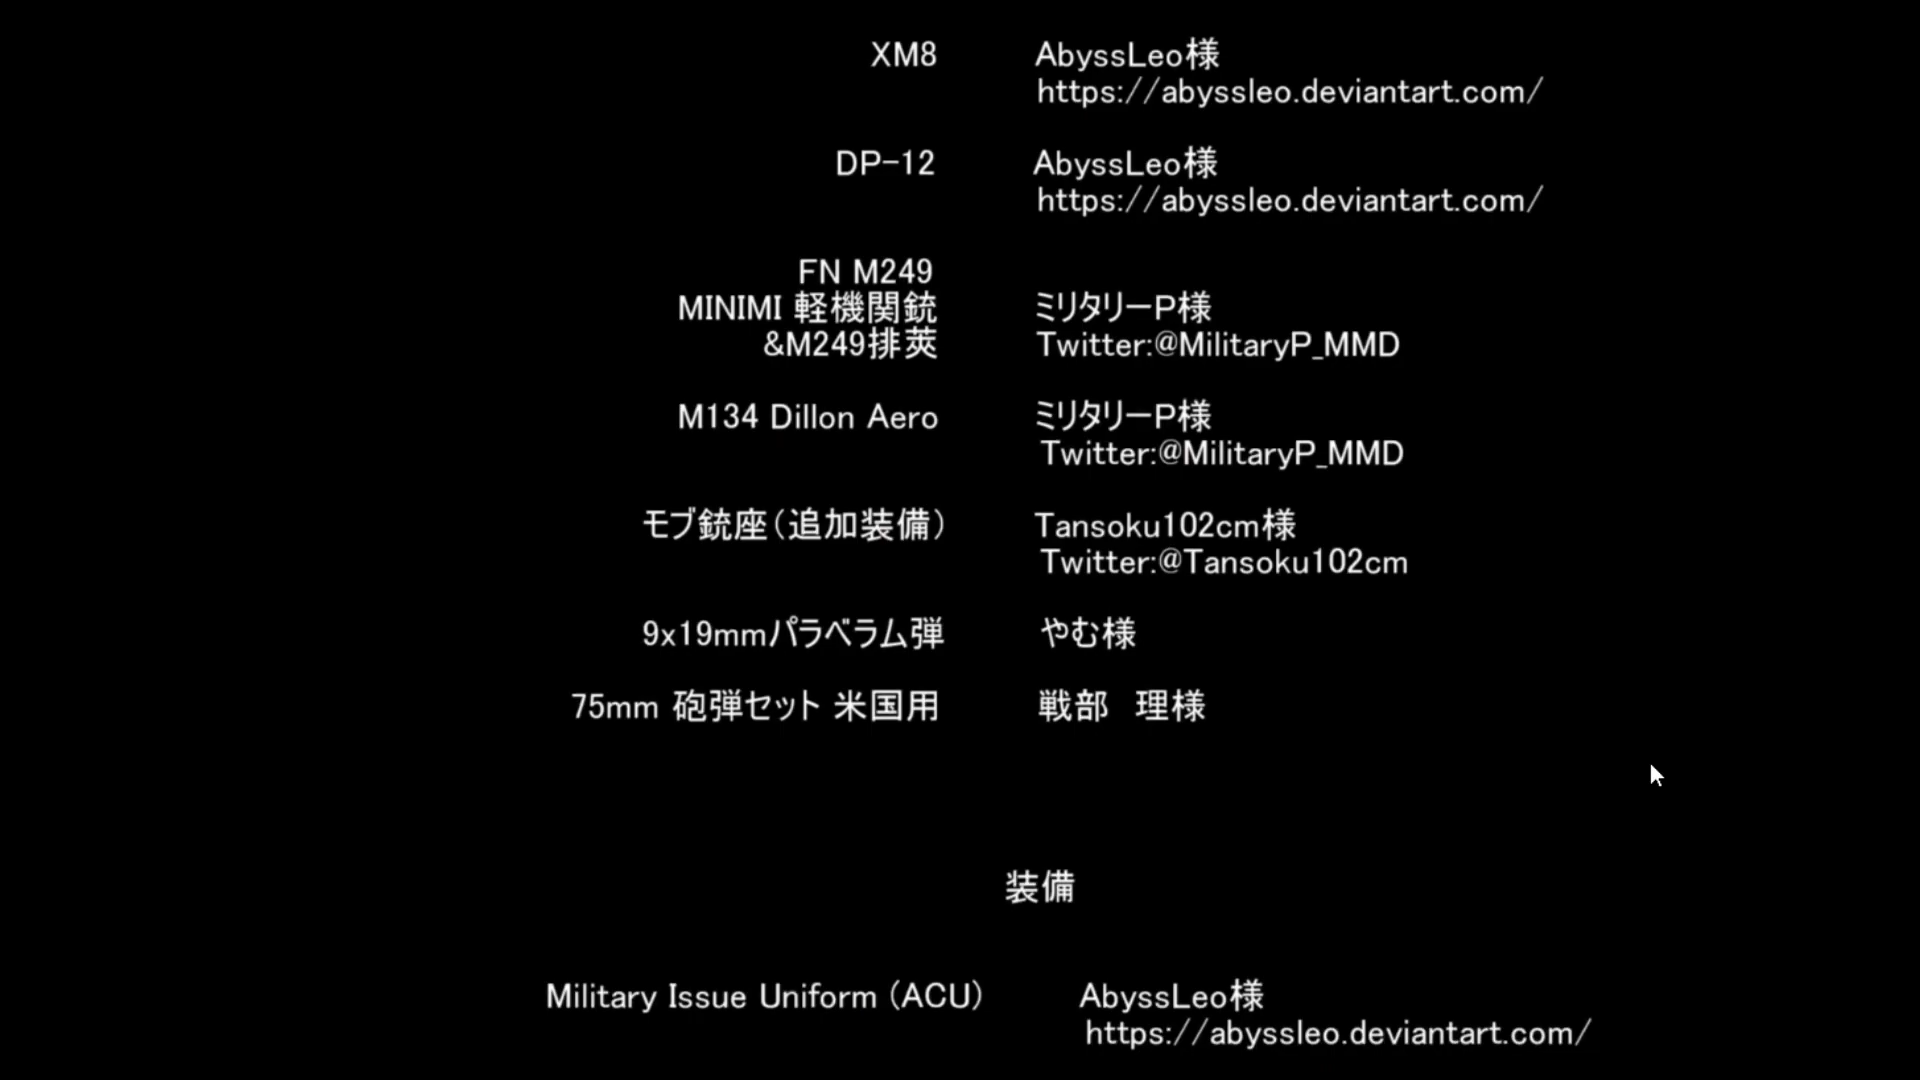 XM8 AbyssLeo様
https://abyssleo.deviantart.com/
DP-12 AbyssLeo様
https://abyssleo.deviantart.com/
FN M249
MINIMI 軽機関銃 ミリタリーP様
&M249排莢 Twitter:@MilitaryP_MMD
M134 Dillon Aero ミリタリーP様
Twitter:@MilitaryP_MMD
モブ銃座（追加装備） Tansoku102cm様
Twitter:@Tansoku102cm
9x19mmパラベラム弾 やむ様
75mm 砲弾セット 米国用 戦部　理様
装備
Military Issue Uniform (ACU) AbyssLeo様
https://abyssleo.deviantart.com/